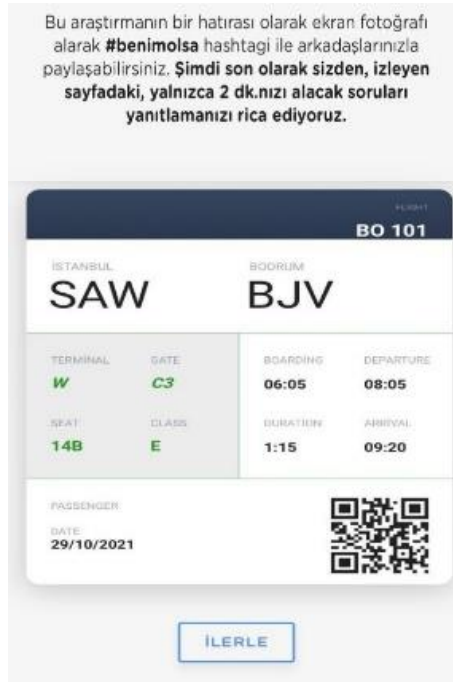 Bu araştırmanın bir hatırası olarak ekran fotoğrafı
alarak #benimolsa hashtagi ile arkadaşlarınızla
paylaşabilirsiniz. Şimdi son olarak sizden, izleyen
sayfadaki, yalnızca 2 dk.nızı alacak soruları
yanıtlamanızı rica ediyoruz.
FLIGHT
BO 101
İSTANBUL BODRUM
SAW BJV
TERMINAL GATE BOARDING DEPARTURE
W C3 06:05 08:05
SEAT CLASS DURATION ARRIVAL
14B E 1:15 09:20
PASSENGER
DATE
29/10/2021
İLERLE